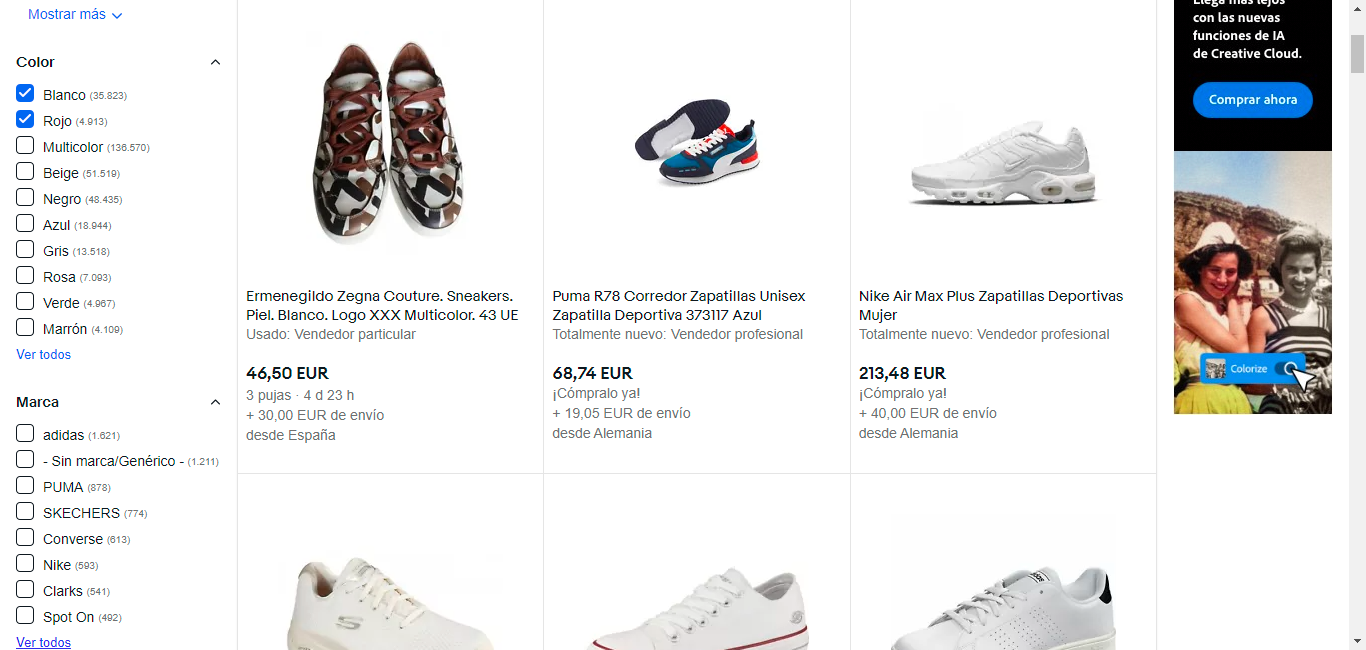 Mostrar más
Color
Blanco (35.823)
Rojo (4.913)
Multicolor (136.570)
Beige (51.519)
Negro (48.435)
Azul (18.944)
Gris (13.518)
Rosa (7.093)
Verde (4.967)
Marrón (4.109)
Ver todos
Marca
adidas (1.621)
- Sin marca/Genérico - (1.211)
PUMA (878)
SKECHERS (774)
Converse (613)
Nike (593)
Clarks (541)
Spot On (492)
Ver todos
Ermenegildo Zegna Couture. Sneakers.
Piel. Blanco. Logo XXX Multicolor. 43 UE
Usado: Vendedor particular
46,50 EUR
3 pujas · 4 d 23 h
+ 30,00 EUR de envío
desde España
Puma R78 Corredor Zapatillas Unisex
Zapatilla Deportiva 373117 Azul
Totalmente nuevo: Vendedor profesional
68,74 EUR
¡Cómpralo ya!
+ 19,05 EUR de envío
desde Alemania
Nike Air Max Plus Zapatillas Deportivas
Mujer
Totalmente nuevo: Vendedor profesional
213,48 EUR
¡Cómpralo ya!
+ 40,00 EUR de envío
desde Alemania
Llega más lejos
con las nuevas
funciones de IA
de Creative Cloud.
Comprar ahora
Colorize